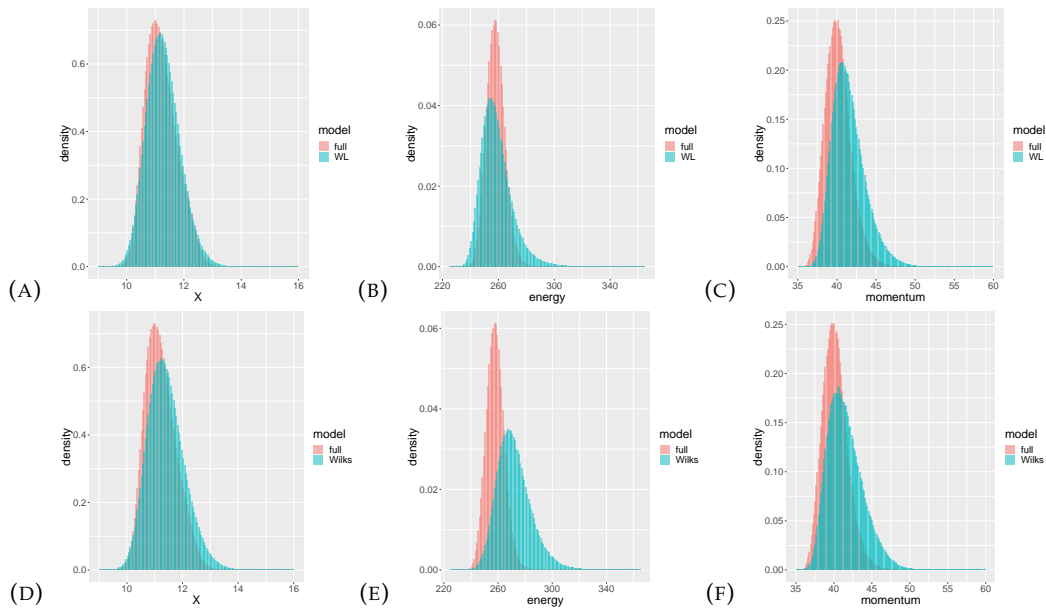 density
0.6
0.4
0.2
0.0
10
12
14
16
X
model
full
WL
(A)
density
0.06
0.04
0.02
0.00
220
260
300
340
energy
model
full
WL
(B)
density
0.25
0.20
0.15
0.10
0.05
0.00
35
40
45
50
55
60
momentum
model
full
WL
(C)
density
0.6
0.4
0.2
0.0
10
12
14
16
X
model
full
Wilks
(D)
density
0.06
0.04
0.02
0.00
220
260
300
340
energy
model
full
Wilks
(E)
density
0.25
0.20
0.15
0.10
0.05
0.00
35
40
45
50
55
60
momentum
model
full
Wilks
(F)